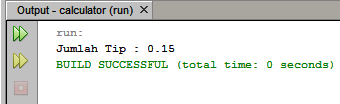 Output - calculator (run)
run:
Jumlah Tip : 0.15
BUILD SUCCESSFUL (total time: 0 seconds)